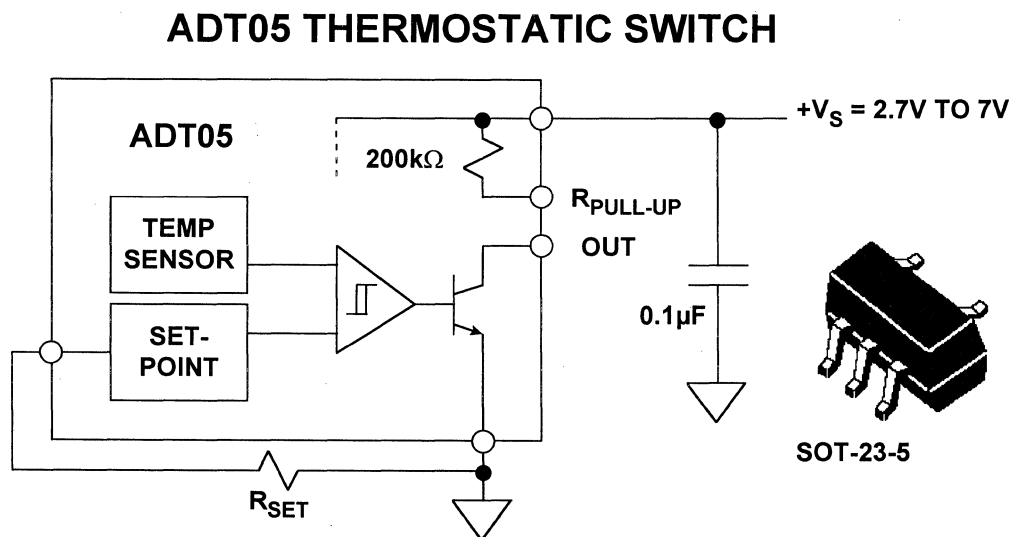 ADT05 THERMOSTATIC SWITCH
+VS = 2.7V TO 7V
ADT05
200kΩ
RPULL-UP
TEMP
SENSOR
OUT
SET-
POINT
0.1µF
SOT-23-5
RSET